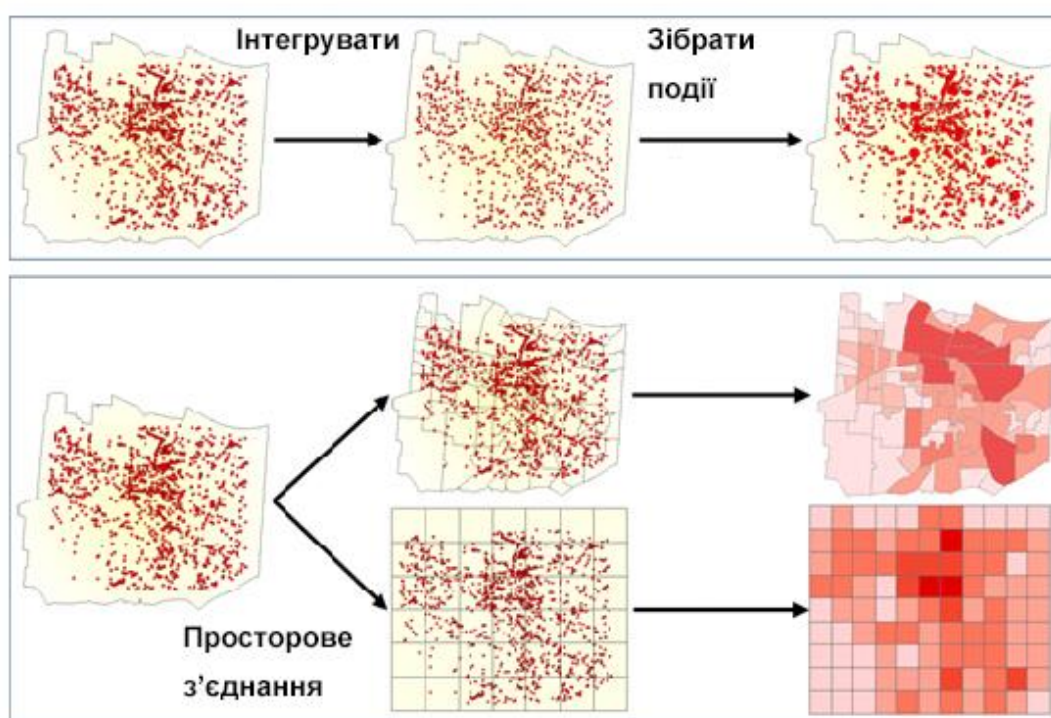 Інтегрувати
Зібрати
події
Просторове
з’єднання